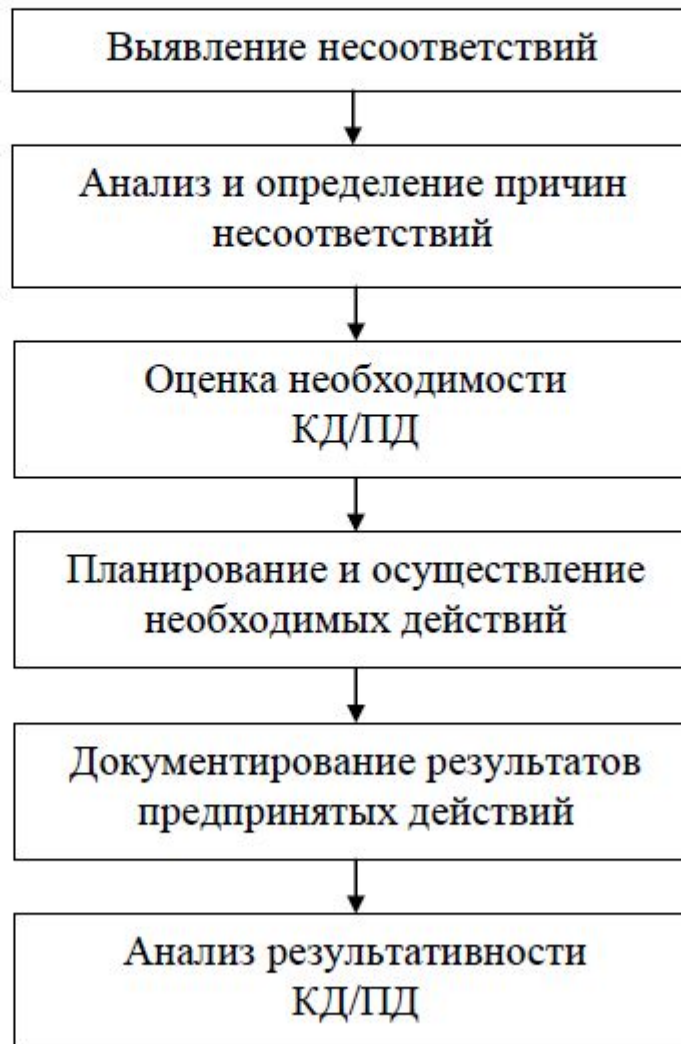 Выявление несоответствий
Анализ и определение причин
несоответствий
Оценка необходимости
КД/ПД
Планирование и осуществление
необходимых действий
Документирование результатов
предпринятых действий
Анализ результативности
КД/ПД